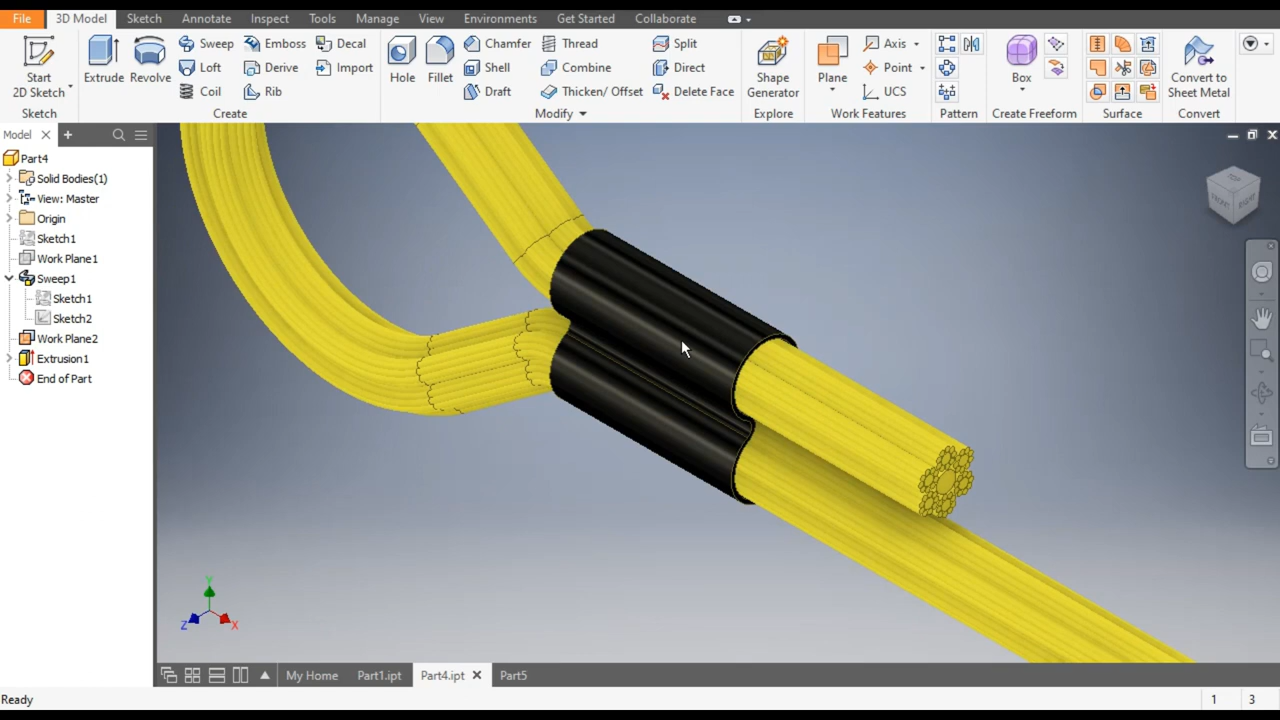 File 3D Model Sketch Annotate Inspect Tools Manage View Environments Get Started Collaborate
Start
2D Sketch
Sketch
Extrude
Revolve
Sweep
Loft
Coil
Emboss
Derive
Rib
Decal
Import
Create
Hole
Fillet
Chamfer
Shell
Draft
Thread
Combine
Thicken/ Offset
Split
Direct
Delete Face
Modify
Shape
Generator
Explore
Plane
Axis
Point
UCS
Work Features
Pattern
Box
Create Freeform
Surface
Convert to
Sheet Metal
Convert
Model
Part4
Solid Bodies(1)
View: Master
Origin
Sketch1
Work Plane1
Sweep1
Sketch1
Sketch2
Work Plane2
Extrusion1
End of Part
TOP
FRONT
RIGHT
Y
Z
X
My Home Part1.ipt Part4.ipt Part5
Ready 1 3